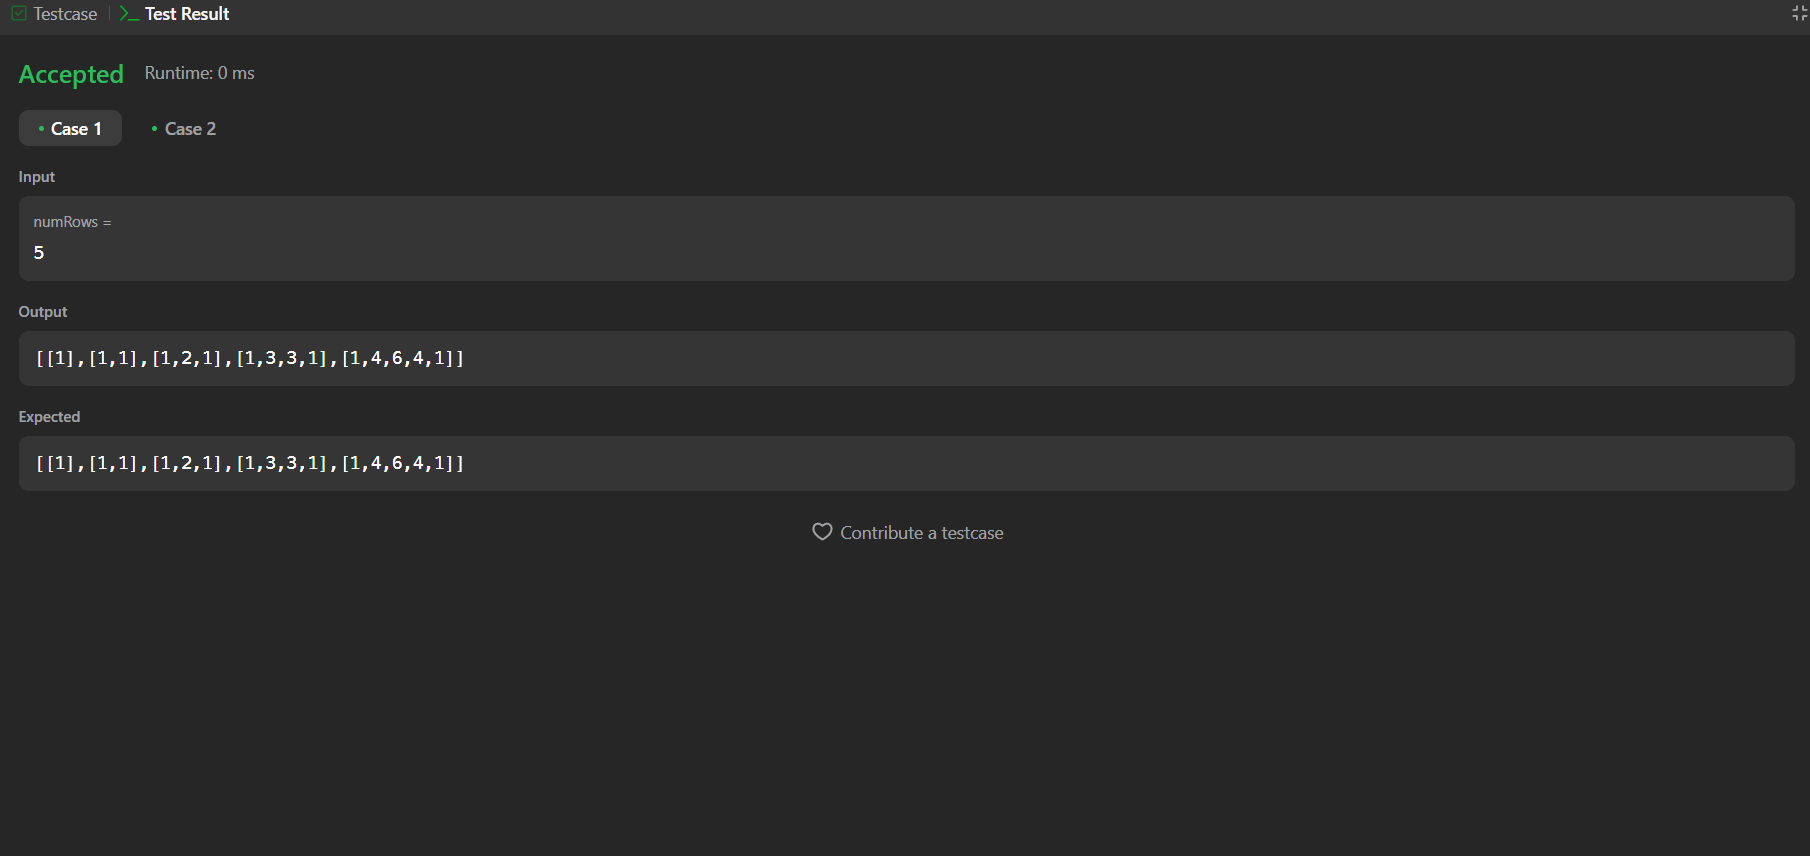 Testcase Test Result
Accepted Runtime: 0 ms
Case 1 Case 2
Input
numRows =
5
Output
[[1],[1,1],[1,2,1],[1,3,3,1],[1,4,6,4,1]]
Expected
[[1],[1,1],[1,2,1],[1,3,3,1],[1,4,6,4,1]]
Contribute a testcase